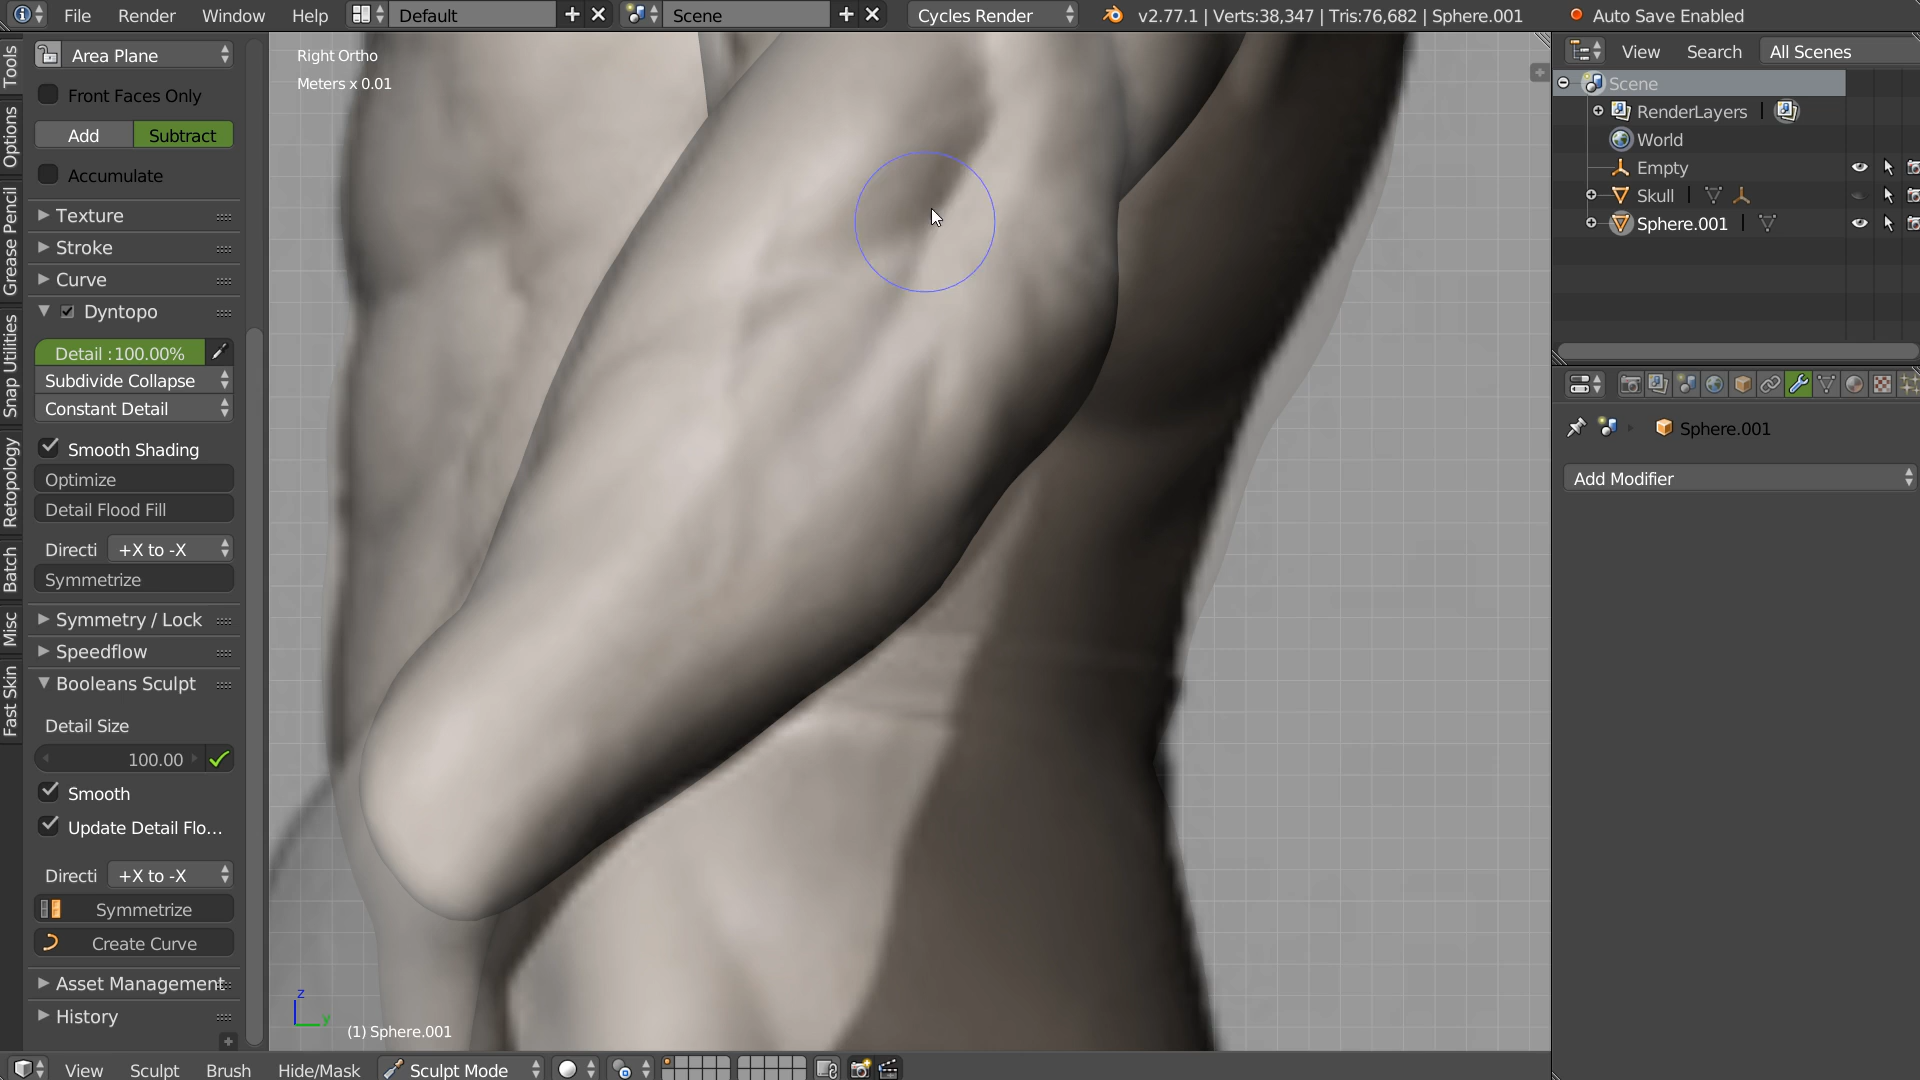 File Render Window Help Default Scene Cycles Render v2.77.1 | Verts:38,347 | Tris:76,682 | Sphere.001 Auto Save Enabled
Tools
Options
Grease Pencil
Snap Utilities
Retopology
Batch
Misc
Fast Skin
Area Plane
Front Faces Only
Add Subtract
Accumulate
Texture
Stroke
Curve
Dyntopo
Detail :100.00%
Subdivide Collapse
Constant Detail
Smooth Shading
Optimize
Detail Flood Fill
Directi +X to -X
Symmetrize
Symmetry / Lock
Speedflow
Booleans Sculpt
Detail Size
100.00
Smooth
Update Detail Flo...
Directi +X to -X
Symmetrize
Create Curve
Asset Management
History
Right Ortho
Meters x 0.01
z
y
(1) Sphere.001
View Sculpt Brush Hide/Mask Sculpt Mode
View Search All Scenes
Scene
RenderLayers |
World
Empty
Skull |
Sphere.001 |
Sphere.001
Add Modifier